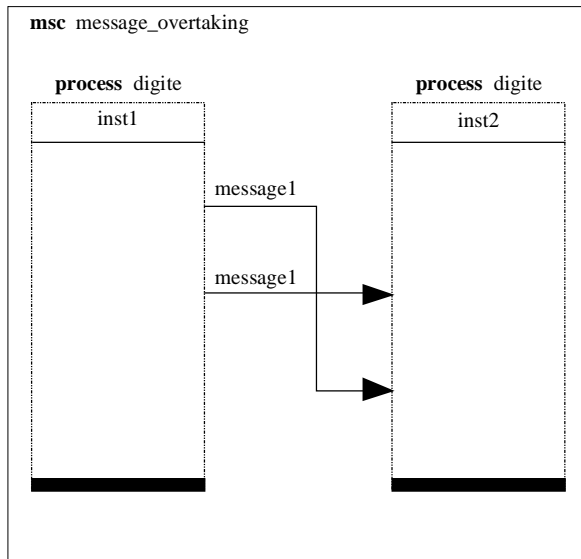 msc message_overtaking
process digite
process digite
inst1
inst2
message1
message1